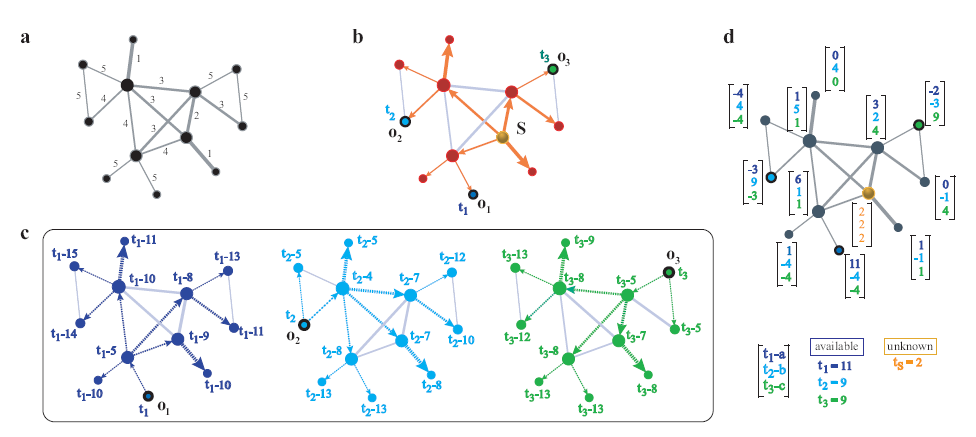 a
1
5
5
4
3
5
3
3
5
2
4
3
4
1
5
5
b
t₃
O₃
t₂
O₂
S
t₁
O₁
c
t₁-11
t₁-15
t₁-13
t₁-10
t₁-8
t₁-14
t₁-9
t₁-11
t₁-5
t₁-10
t₁-10
t₁
O₁
t₂-5
t₂-5
t₂-12
t₂-4
t₂-7
t₂
O₂
t₂-7
t₂-10
t₂-8
t₂-8
t₂-13
t₂-13
t₃-9
O₃
t₃
t₃-13
t₃-8
t₃-5
t₃-12
t₃-7
t₃-5
t₃-8
t₃-8
t₃-13
t₃-13
d
0
4
0
-4
4
-4
1
5
1
3
2
4
-2
-3
9
-3
9
-3
6
1
1
2
2
2
0
-1
4
1
-4
-4
11
-4
-4
1
-1
1
t₁-a
t₂-b
t₃-c
available
t₁ = 11
t₂ = 9
t₃ = 9
unknown
tₛ = 2